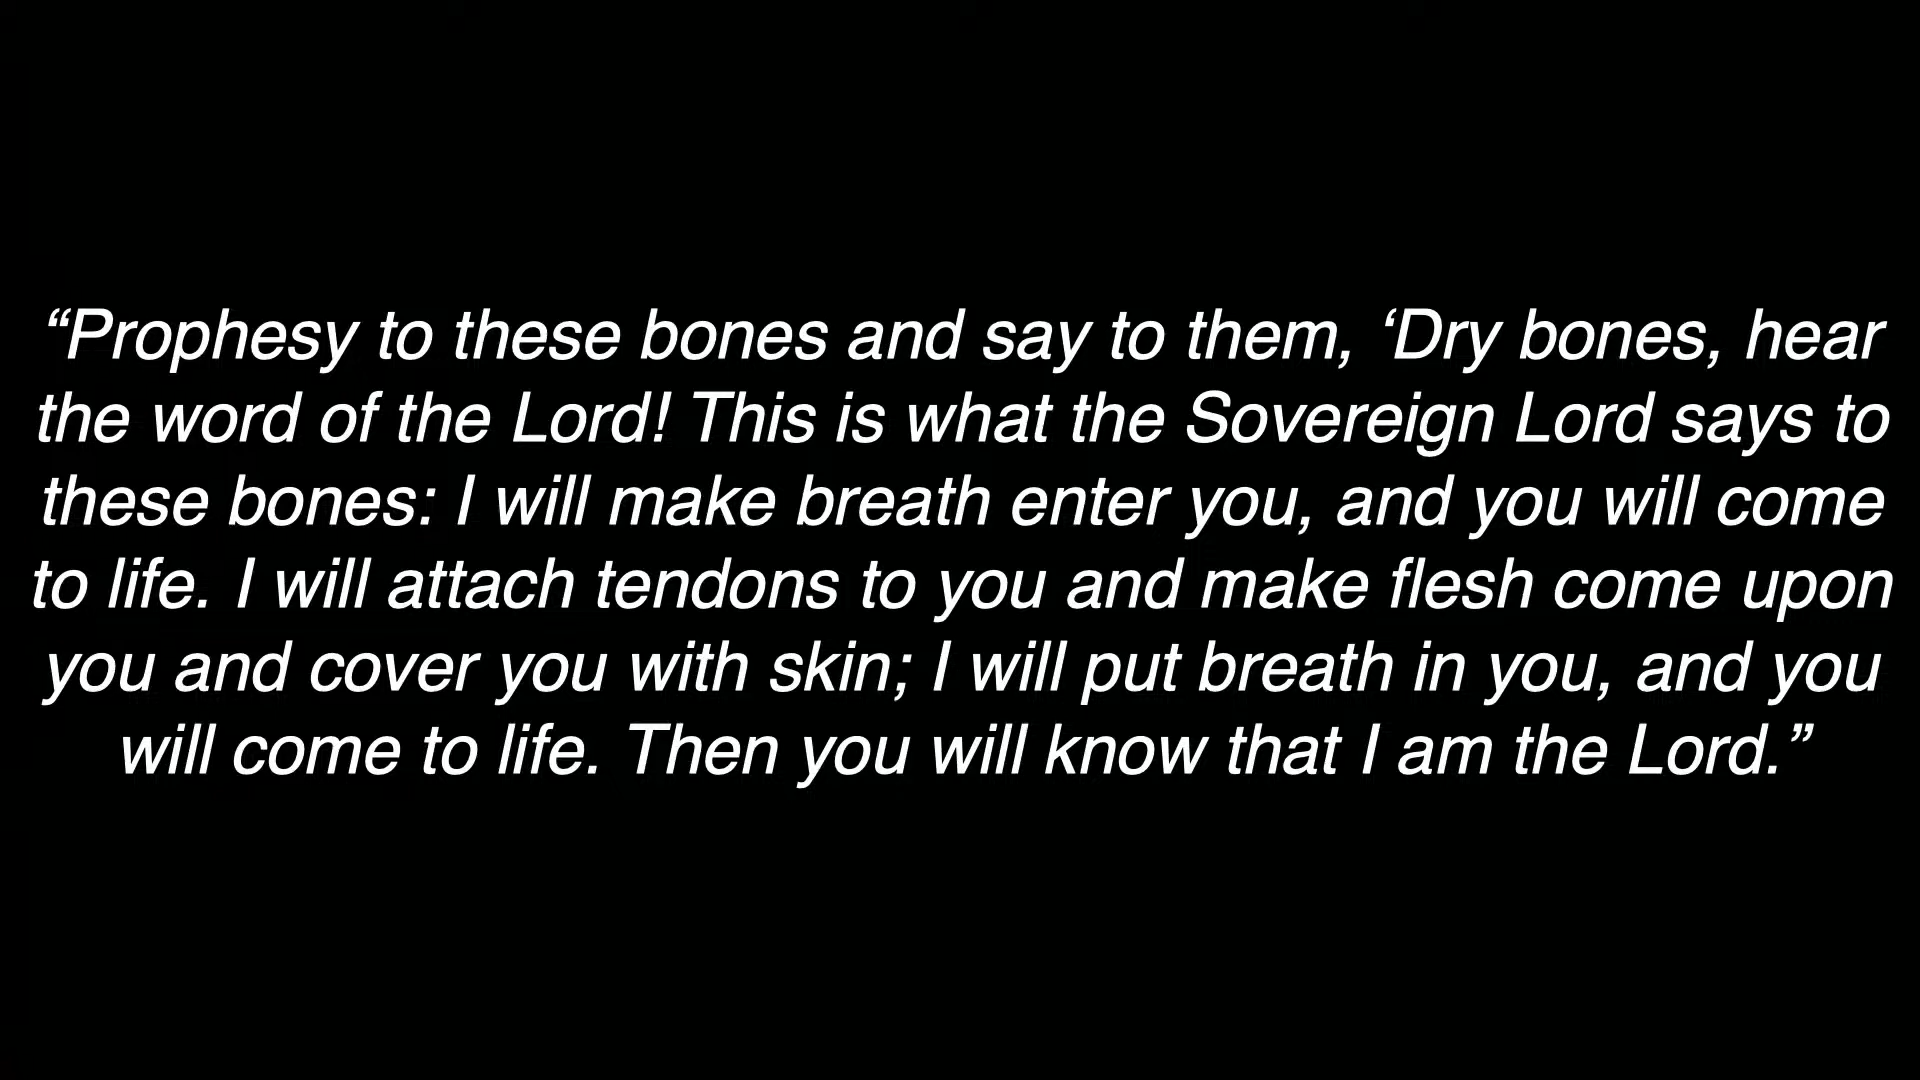 “Prophesy to these bones and say to them, ‘Dry bones, hear
the word of the Lord! This is what the Sovereign Lord says to
these bones: I will make breath enter you, and you will come
to life. I will attach tendons to you and make flesh come upon
you and cover you with skin; I will put breath in you, and you
will come to life. Then you will know that I am the Lord.”